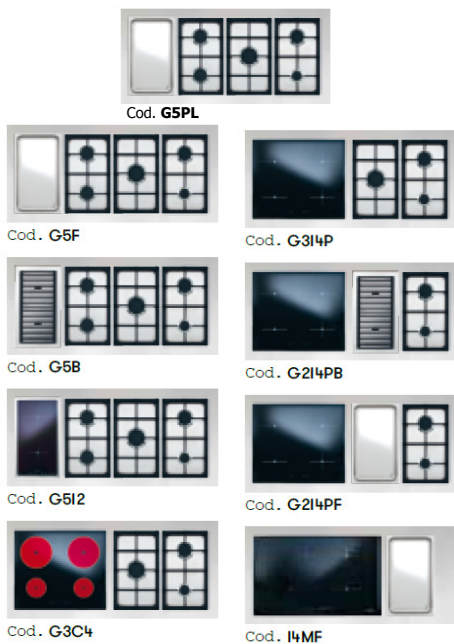 Cod. G5PL
Cod. G5F
Cod. G3I4P
Cod. G5B
Cod. G2I4PB
Cod. G5I2
Cod. G2I4PF
Cod. G3C4
Cod. I4MF